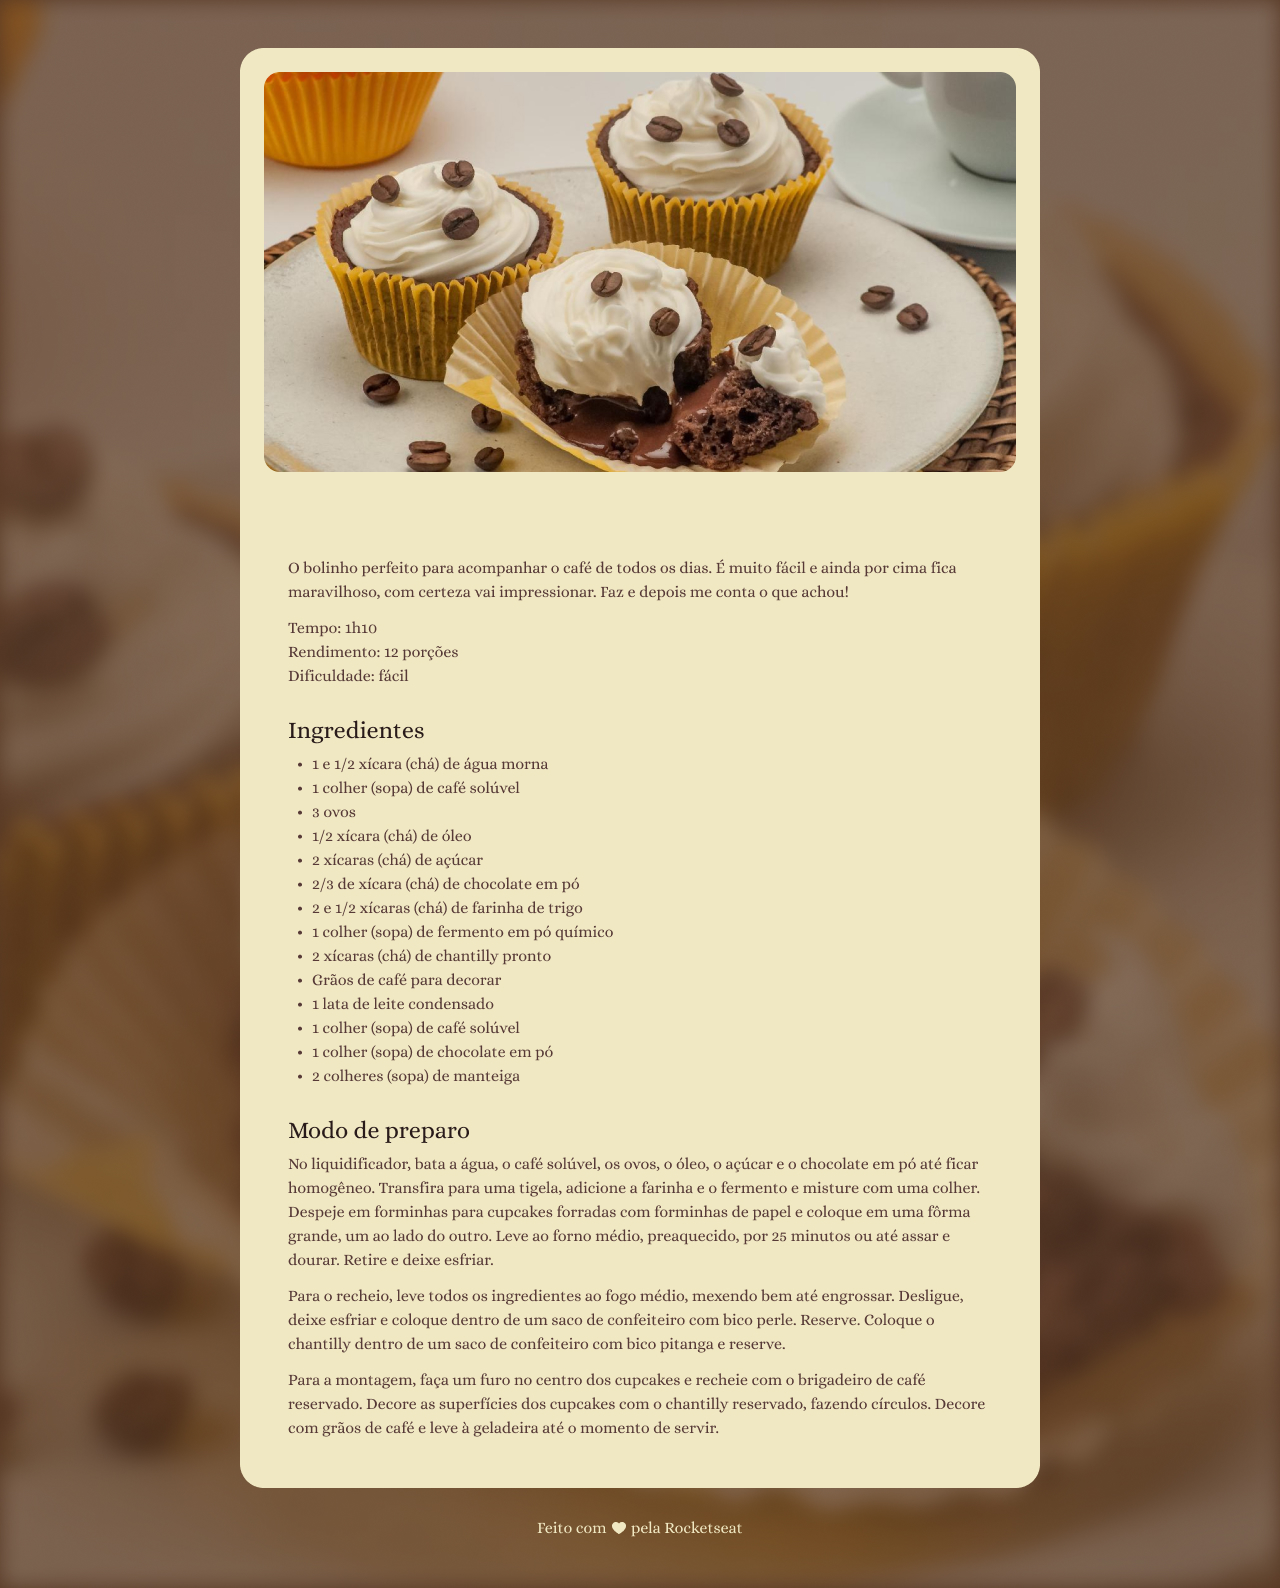 O bolinho perfeito para acompanhar o café de todos os dias. É muito fácil e ainda por cima fica
maravilhoso, com certeza vai impressionar. Faz e depois me conta o que achou!
Tempo: 1h10
Rendimento: 12 porções
Dificuldade: fácil
Ingredientes
• 1 e 1/2 xícara (chá) de água morna
• 1 colher (sopa) de café solúvel
• 3 ovos
• 1/2 xícara (chá) de óleo
• 2 xícaras (chá) de açúcar
• 2/3 de xícara (chá) de chocolate em pó
• 2 e 1/2 xícaras (chá) de farinha de trigo
• 1 colher (sopa) de fermento em pó químico
• 2 xícaras (chá) de chantilly pronto
• Grãos de café para decorar
• 1 lata de leite condensado
• 1 colher (sopa) de café solúvel
• 1 colher (sopa) de chocolate em pó
• 2 colheres (sopa) de manteiga
Modo de preparo
No liquidificador, bata a água, o café solúvel, os ovos, o óleo, o açúcar e o chocolate em pó até ficar
homogêneo. Transfira para uma tigela, adicione a farinha e o fermento e misture com uma colher.
Despeje em forminhas para cupcakes forradas com forminhas de papel e coloque em uma fôrma
grande, um ao lado do outro. Leve ao forno médio, preaquecido, por 25 minutos ou até assar e
dourar. Retire e deixe esfriar.
Para o recheio, leve todos os ingredientes ao fogo médio, mexendo bem até engrossar. Desligue,
deixe esfriar e coloque dentro de um saco de confeiteiro com bico perle. Reserve. Coloque o
chantilly dentro de um saco de confeiteiro com bico pitanga e reserve.
Para a montagem, faça um furo no centro dos cupcakes e recheie com o brigadeiro de café
reservado. Decore as superfícies dos cupcakes com o chantilly reservado, fazendo círculos. Decore
com grãos de café e leve à geladeira até o momento de servir.
Feito com ♥ pela Rocketseat